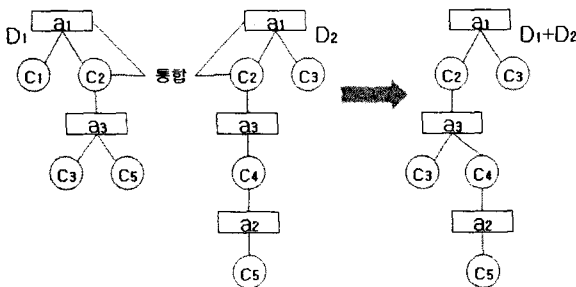 D1 a1 a1 D2 a1 D1+D2
C1 C2 통합 C2 C3 C2 C3
a3 a3 a3
C3 C5 C4 C3 C4
a2 a2
C5 C5